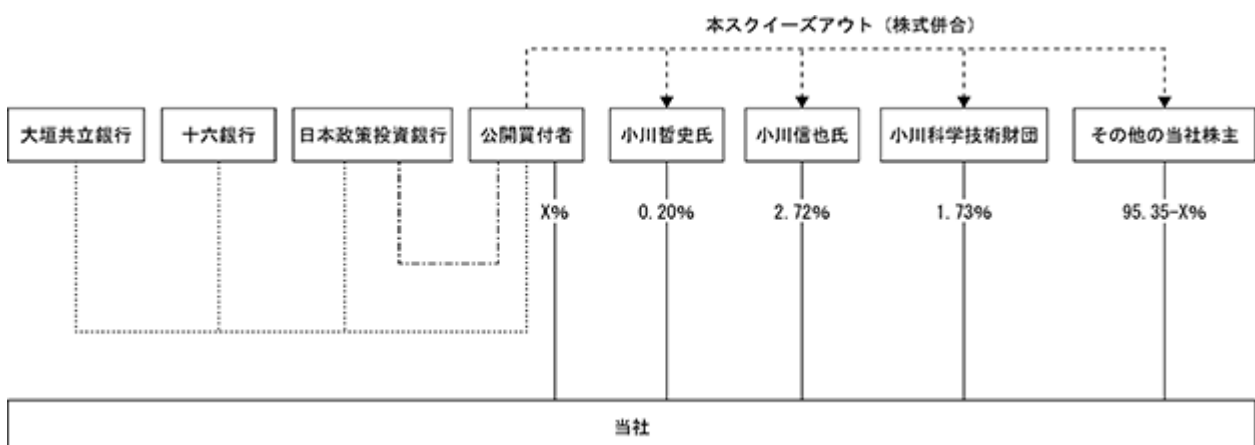 本スクイーズアウト（株式併合）
大垣共立銀行
十六銀行
日本政策投資銀行
公開買付者
小川哲史氏
小川信也氏
小川科学技術財団
その他の当社株主
X%
0.20%
2.72%
1.73%
95.35-X%
当社